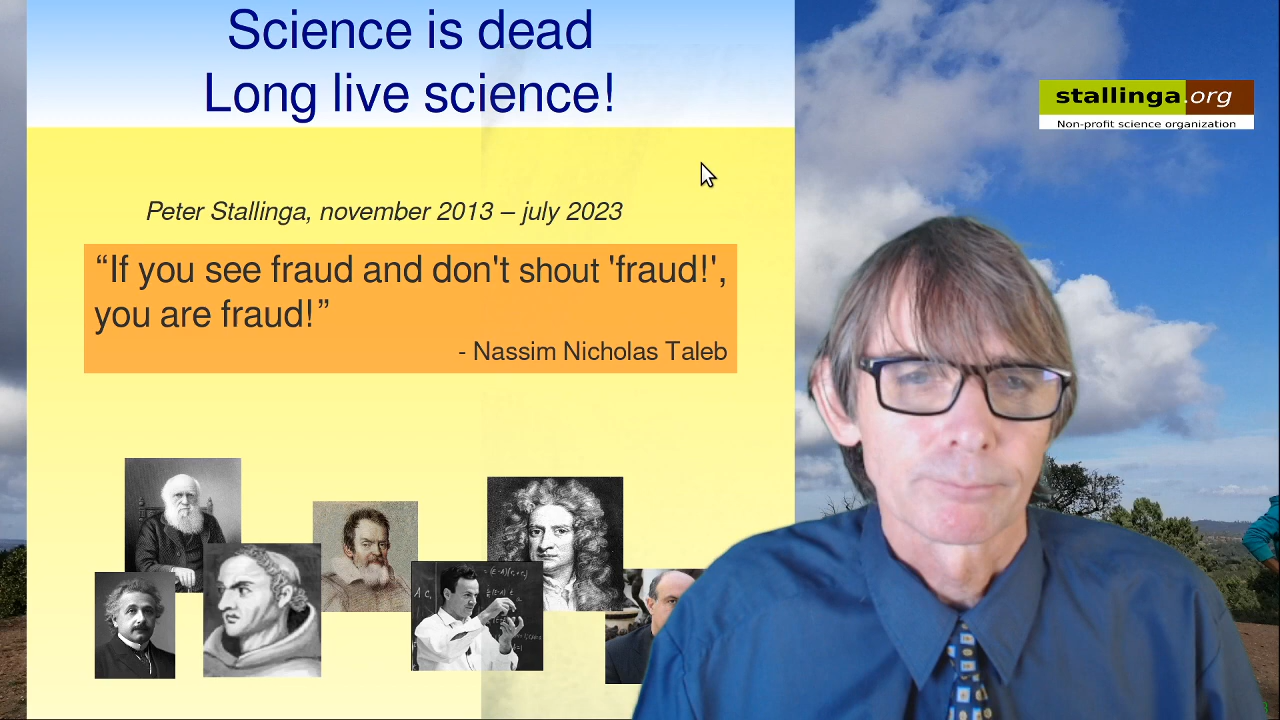 Science is dead
Long live science!
stallinga.org
Non-profit science organization
Peter Stallinga, november 2013 – july 2023
“If you see fraud and don't shout 'fraud!',
you are fraud!”
- Nassim Nicholas Taleb